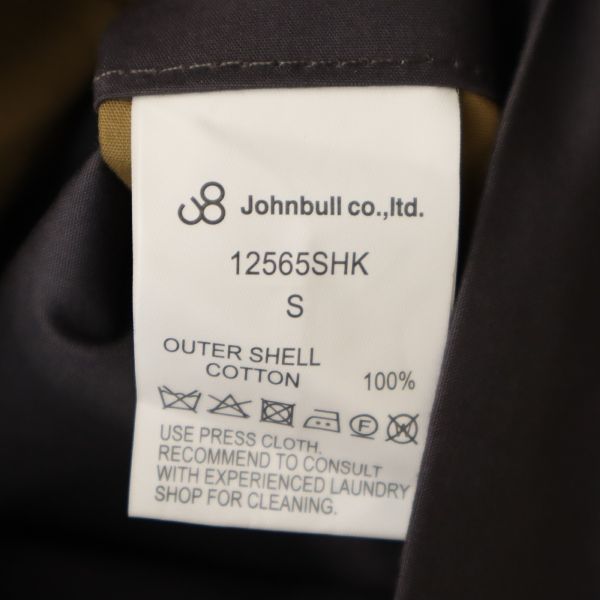 Johnbull co.,ltd.
12565SHK
S
OUTER SHELL
COTTON 100%
F W
USE PRESS CLOTH.
RECOMMEND TO CONSULT
WITH EXPERIENCED LAUNDRY
SHOP FOR CLEANING.